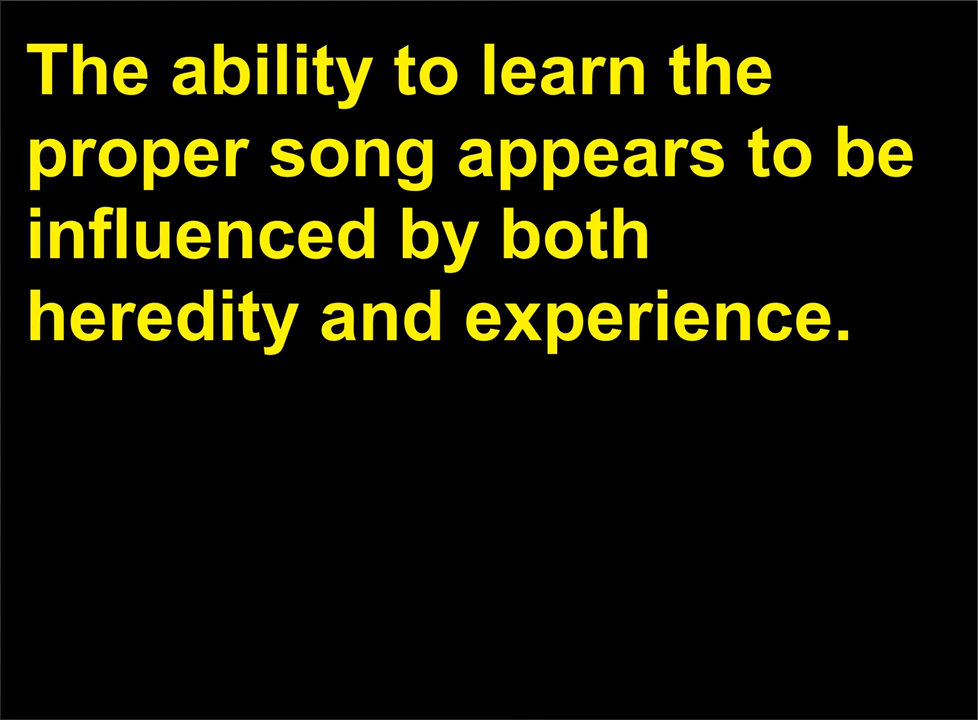 The ability to learn the
proper song appears to be
influenced by both
heredity and experience.